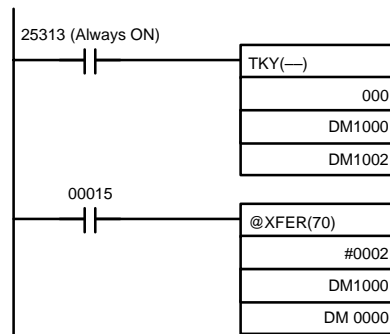 25313 (Always ON)
TKY(––)
000
DM1000
DM1002
00015
@XFER(70)
#0002
DM1000
DM 0000